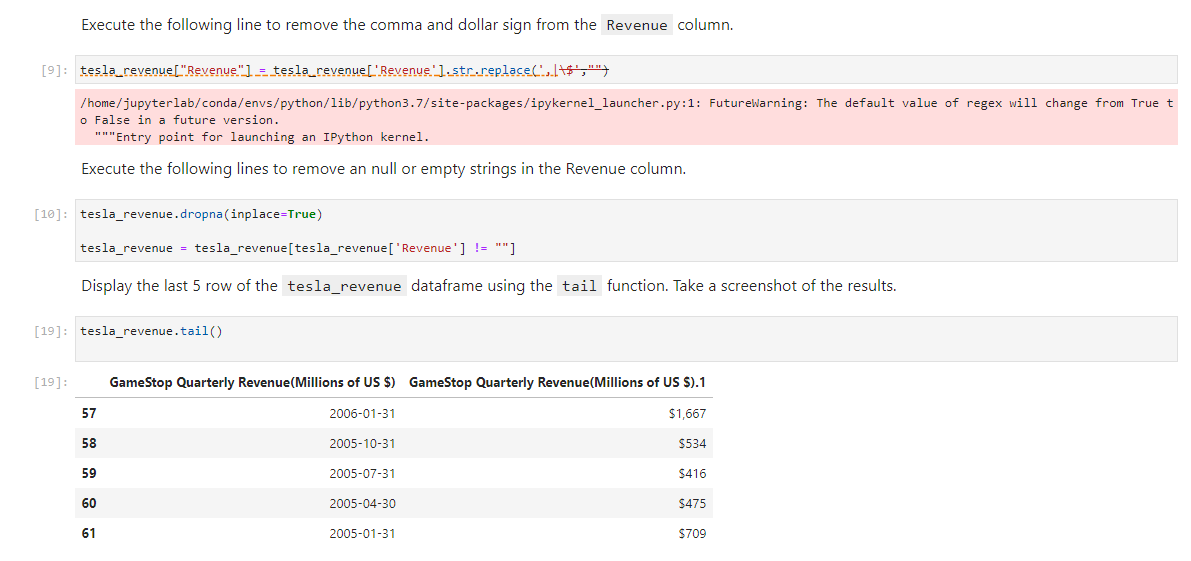 Execute the following line to remove the comma and dollar sign from the Revenue column.
[9]: tesla_revenue["Revenue"] = tesla_revenue['Revenue'].str.replace(',|\$',"")
/home/jupyterlab/conda/envs/python/lib/python3.7/site-packages/ipykernel_launcher.py:1: FutureWarning: The default value of regex will change from True t
o False in a future version.
"""Entry point for launching an IPython kernel.
Execute the following lines to remove an null or empty strings in the Revenue column.
[10]: tesla_revenue.dropna(inplace=True)
tesla_revenue = tesla_revenue[tesla_revenue['Revenue'] != ""]
Display the last 5 row of the tesla_revenue dataframe using the tail function. Take a screenshot of the results.
[19]: tesla_revenue.tail()
[19]: GameStop Quarterly Revenue(Millions of US $) GameStop Quarterly Revenue(Millions of US $).1
57 2006-01-31 $1,667
58 2005-10-31 $534
59 2005-07-31 $416
60 2005-04-30 $475
61 2005-01-31 $709